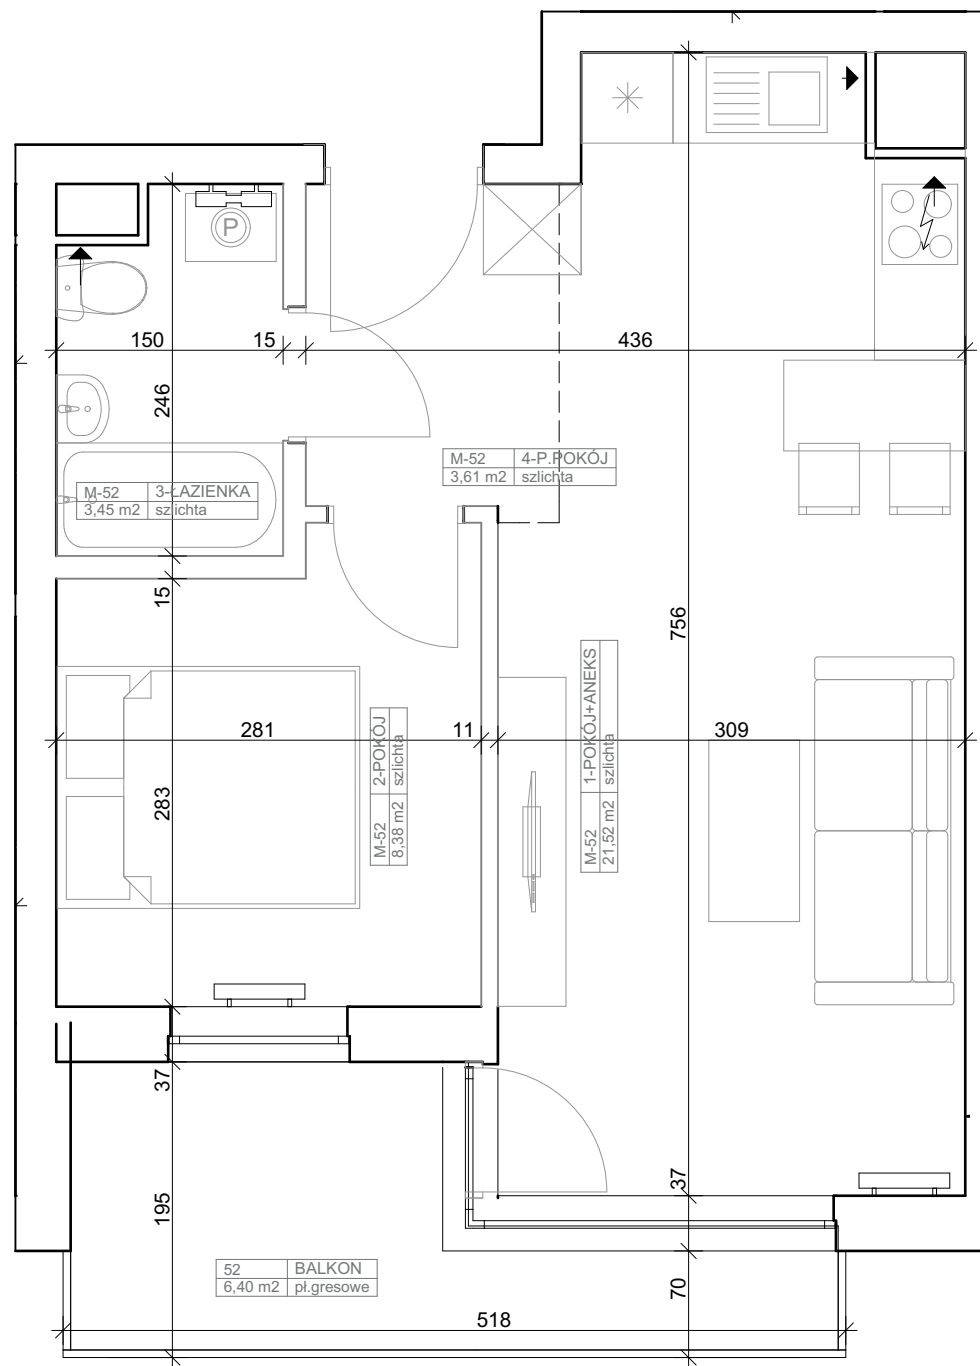 P
150
15
436
246
M-52 4-P.POKÓJ
3,61 m2 szlichta
M-52 3-ŁAZIENKA
3,45 m2 szlichta
15
756
M-52 1-POKÓJ+ANEKS
21,52 m2 szlichta
281
11
309
M-52 2-POKÓJ
8,38 m2 szlichta
283
37
195
37
52 BALKON
6,40 m2 pł.gresowe
70
518